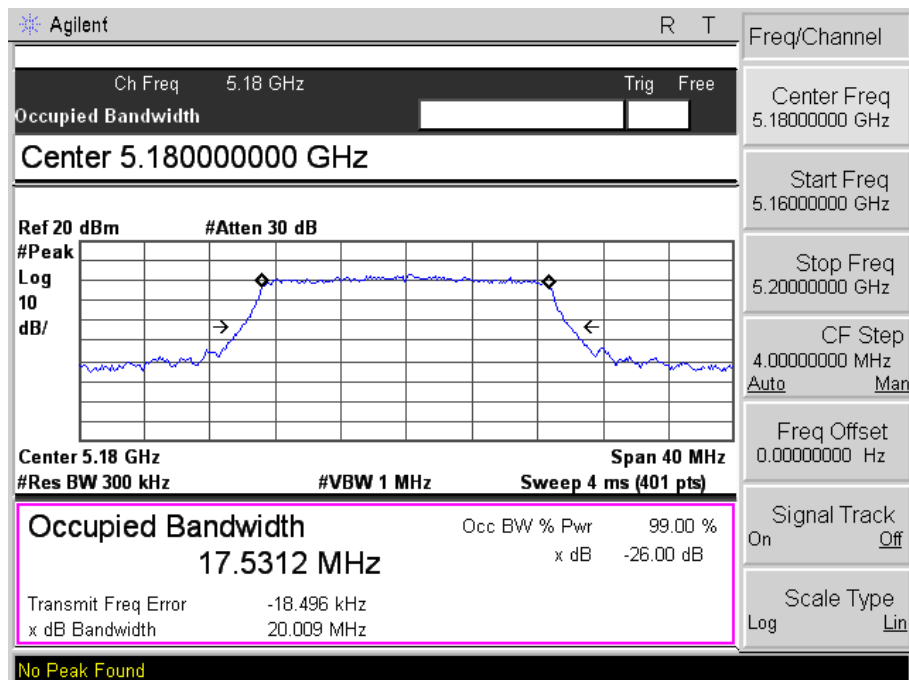 Agilent R T
Ch Freq 5.18 GHz Trig Free
Occupied Bandwidth
Center 5.180000000 GHz
Ref 20 dBm #Atten 30 dB
#Peak
Log
10
dB/
Center 5.18 GHz Span 40 MHz
#Res BW 300 kHz #VBW 1 MHz Sweep 4 ms (401 pts)
Occupied Bandwidth Occ BW % Pwr 99.00 %
17.5312 MHz x dB -26.00 dB
Transmit Freq Error -18.496 kHz
x dB Bandwidth 20.009 MHz
No Peak Found
Freq/Channel
Center Freq
5.18000000 GHz
Start Freq
5.16000000 GHz
Stop Freq
5.20000000 GHz
CF Step
4.00000000 MHz
Auto Man
Freq Offset
0.00000000 Hz
Signal Track
On Off
Scale Type
Log Lin